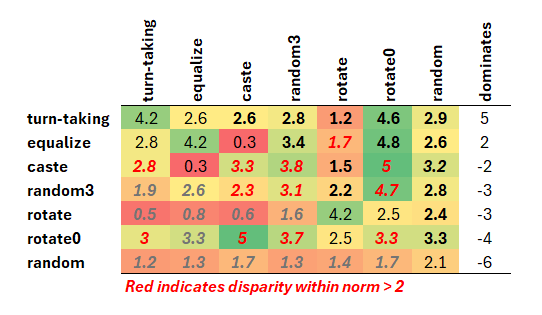 turn-taking equalize caste random3 rotate rotate0 random dominates
turn-taking 4.2 2.6 2.6 2.8 1.2 4.6 2.9 5
equalize 2.8 4.2 0.3 3.4 1.7 4.8 2.6 2
caste 2.8 0.3 3.3 3.8 1.5 5 3.2 -2
random3 1.9 2.6 2.3 3.1 2.2 4.7 2.8 -3
rotate 0.5 0.8 0.6 1.6 4.2 2.5 2.4 -3
rotate0 3 3.3 5 3.7 2.5 3.3 3.3 -4
random 1.2 1.3 1.7 1.3 1.4 1.7 2.1 -6
Red indicates disparity within norm > 2